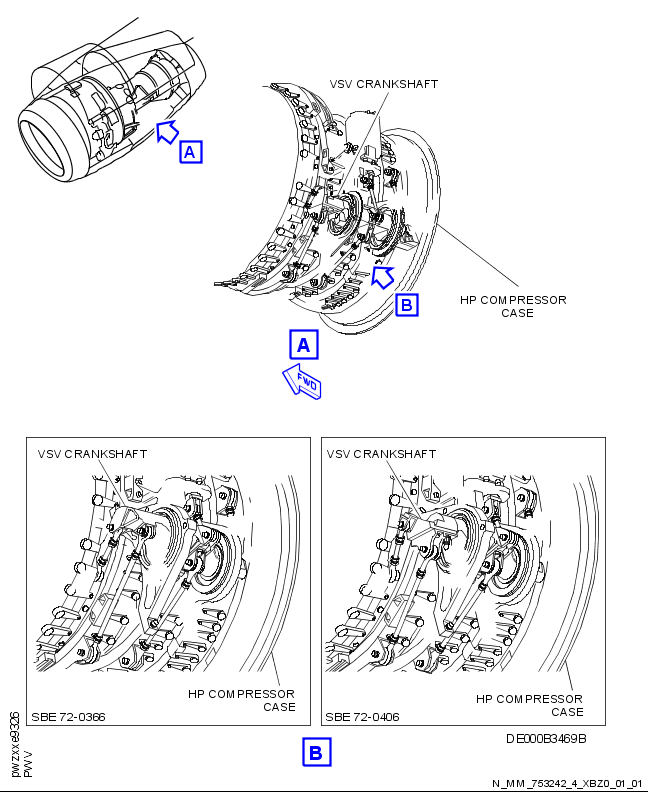 VSV CRANKSHAFT
A
B
HP COMPRESSOR
CASE
A
FWD
VSV CRANKSHAFT
HP COMPRESSOR
CASE
SBE 72-0366
VSV CRANKSHAFT
HP COMPRESSOR
CASE
SBE 72-0406
DE000B3469B
B
pwzxxe9326
PWV
N_MM_753242_4_XBZ0_01_01